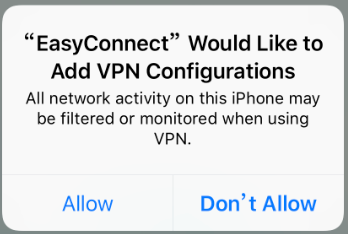 “EasyConnect” Would Like to
Add VPN Configurations
All network activity on this iPhone may
be filtered or monitored when using
VPN.
Allow
Don’t Allow